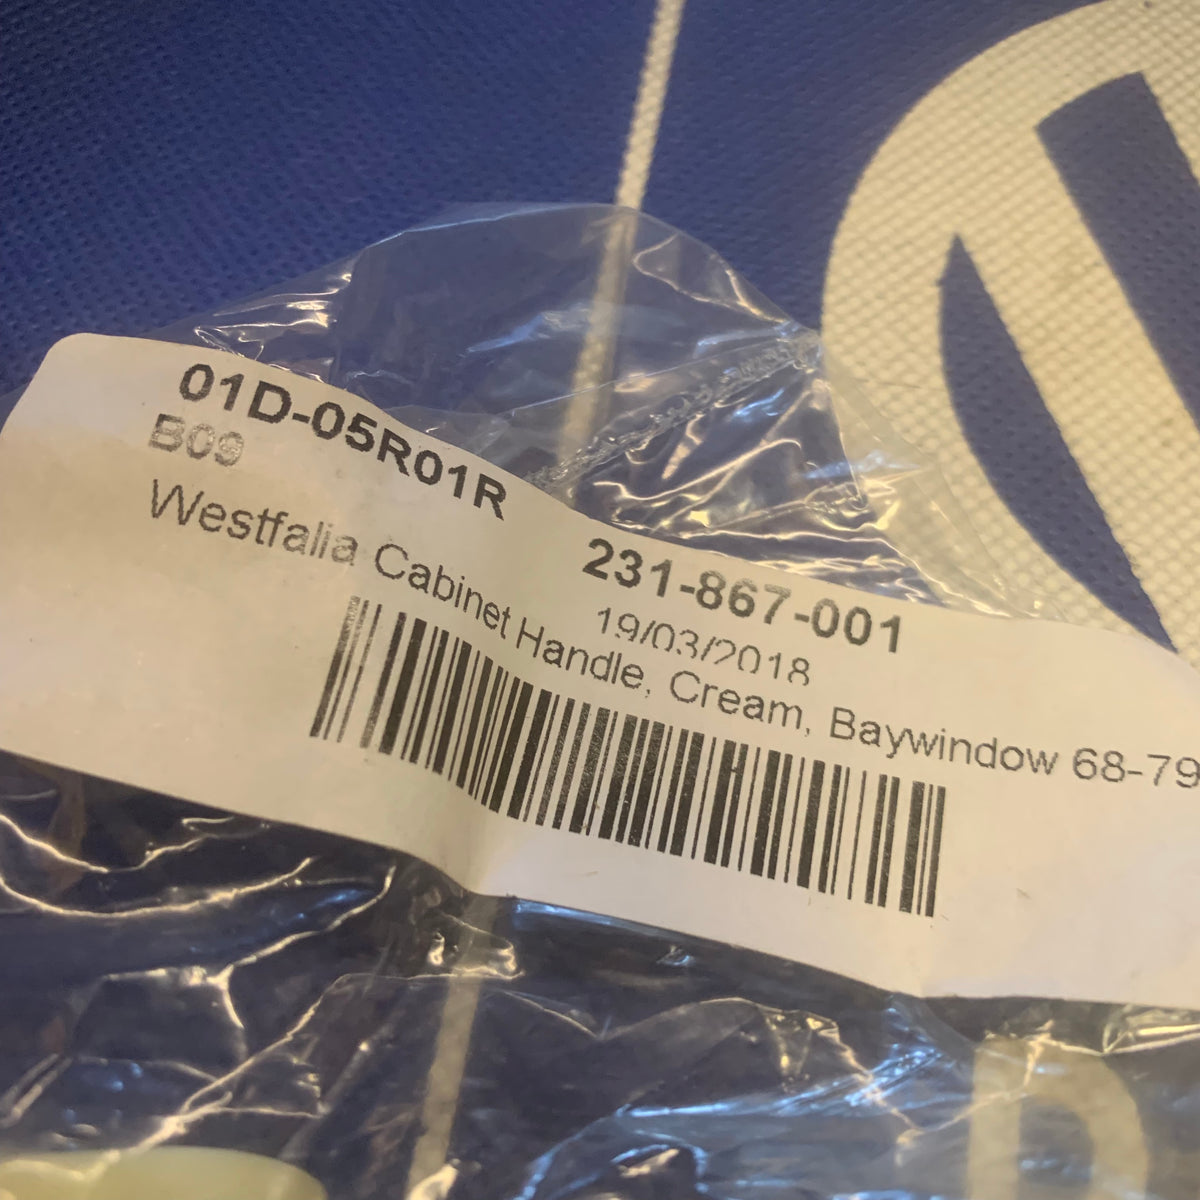 01D-05R01R
B09
231-867-001
19/03/2018
Westfalia Cabinet Handle, Cream, Baywindow 68-79